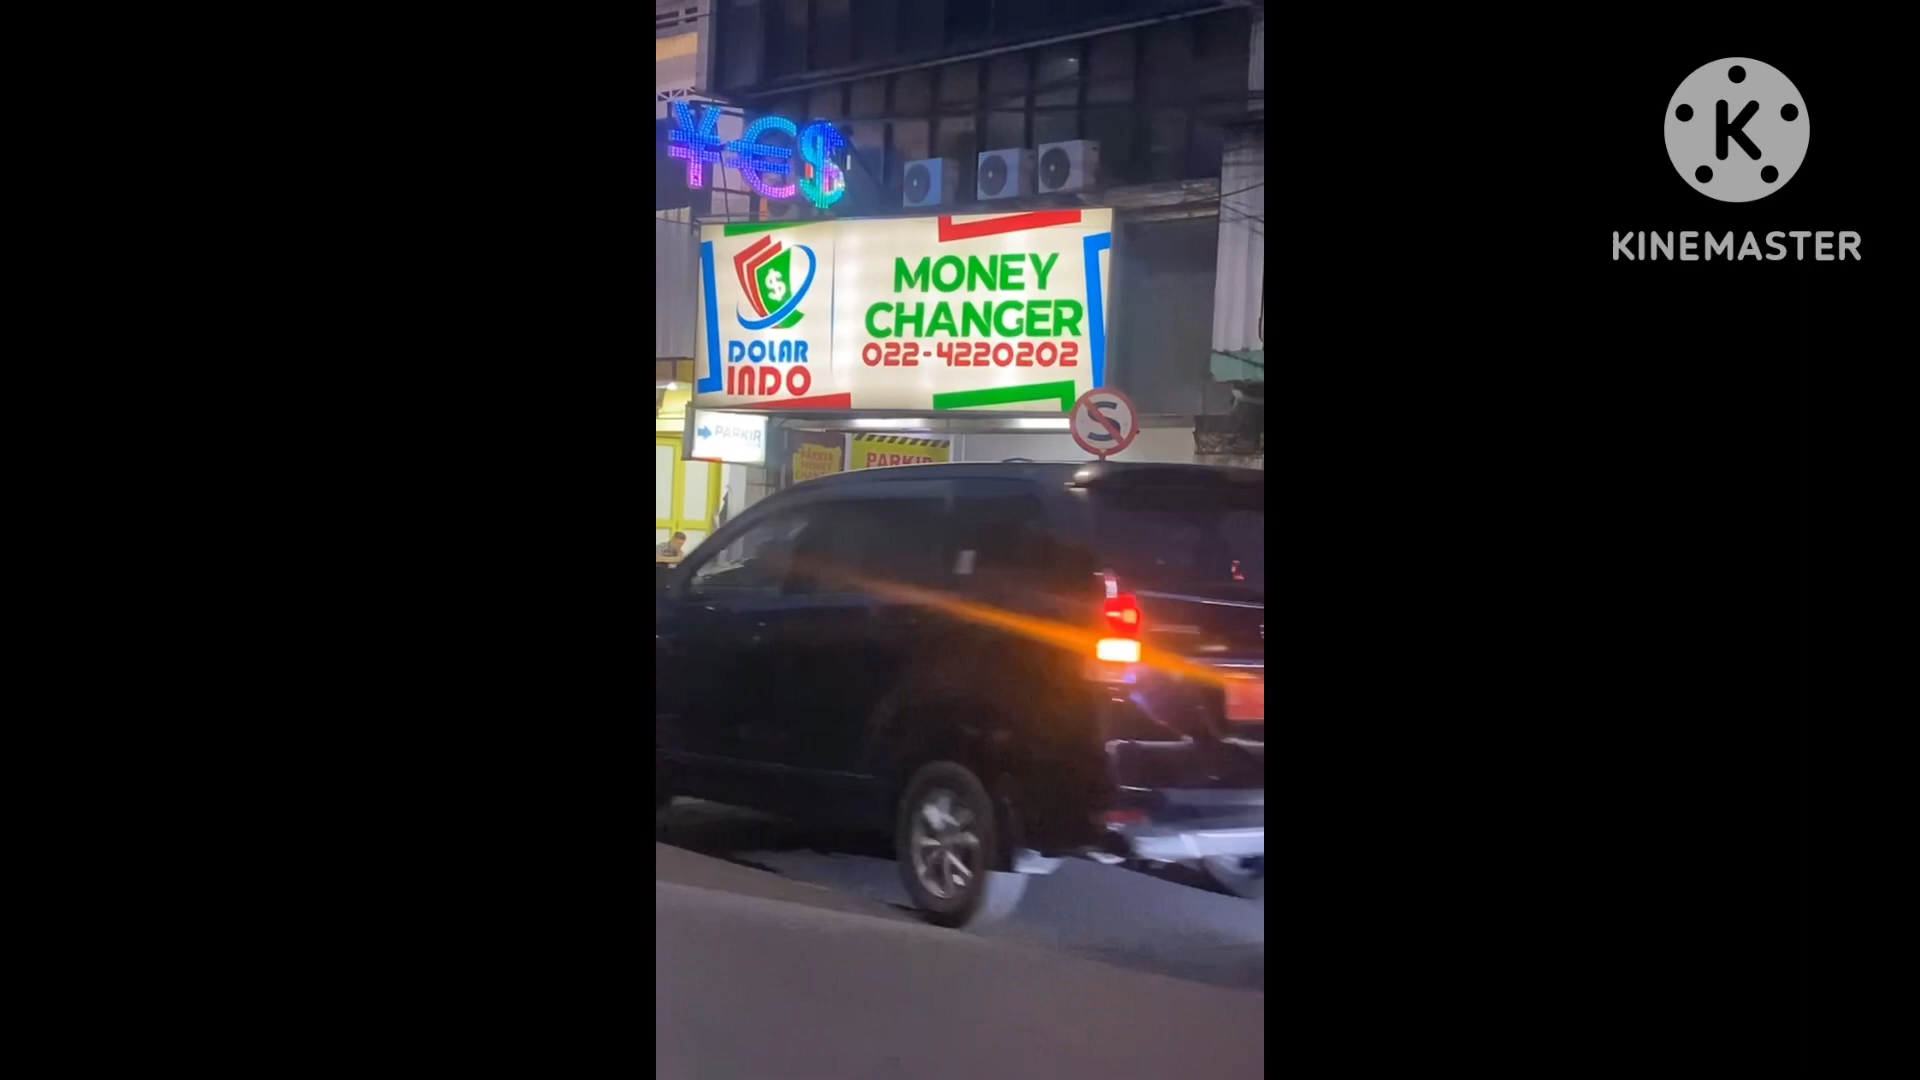 ¥€$
MONEY
CHANGER
022-4220202
DOLAR
INDO
PARKIR
PARKIR
KINEMASTER